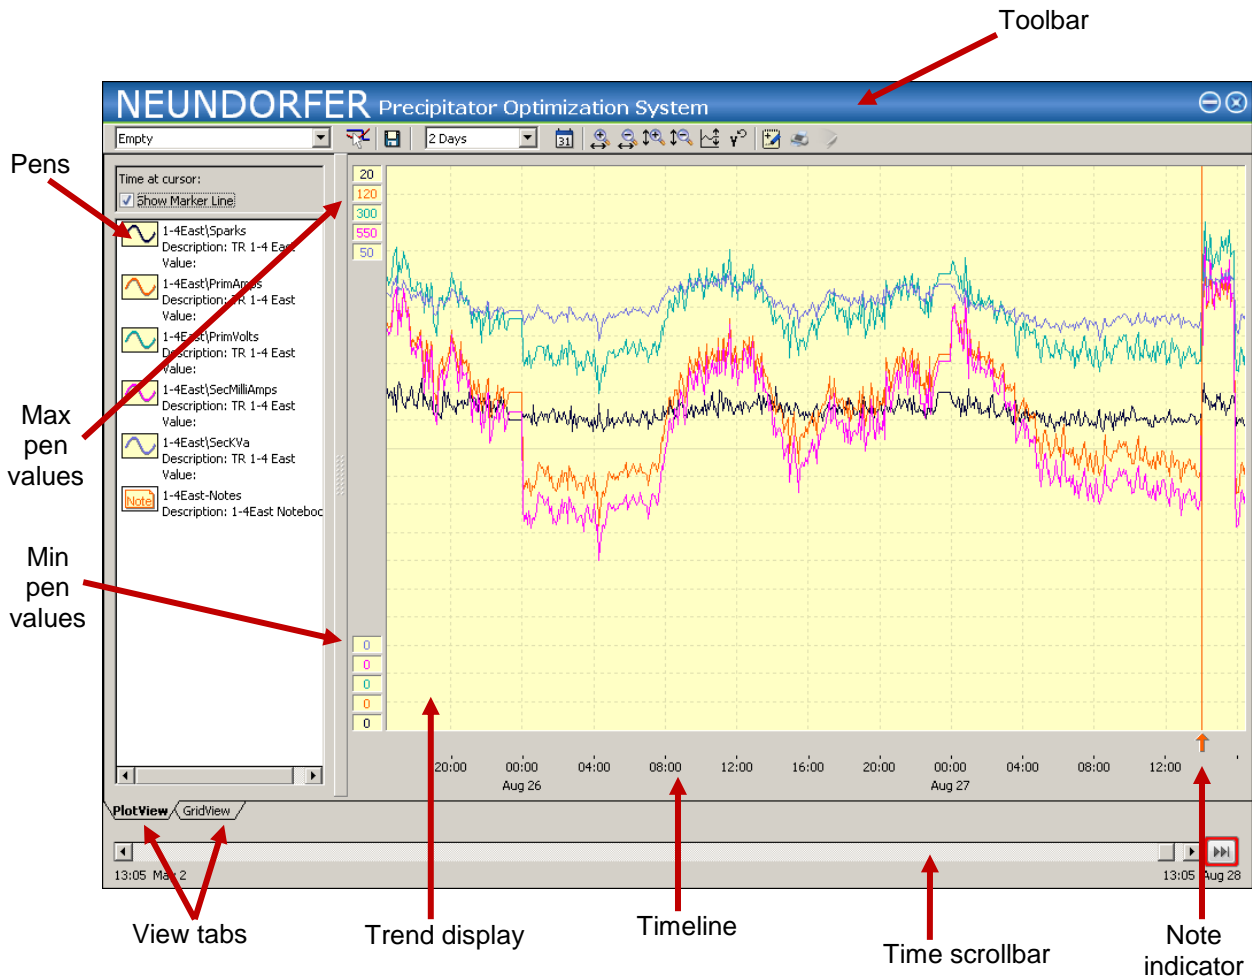 Toolbar
NEUNDORFER Precipitator Optimization System
Empty
2 Days
31
Pens
Time at cursor:
Show Marker Line
1-4East\Sparks
Description: TR 1-4 East
Value:
1-4East\PrimAmps
Description: TR 1-4 East
Value:
1-4East\PrimVolts
Description: TR 1-4 East
Value:
1-4East\SecMilliAmps
Description: TR 1-4 East
Value:
1-4East\SecKVa
Description: TR 1-4 East
Value:
Note
1-4East-Notes
Description: 1-4East Noteboc
Max
pen
values
Min
pen
values
20
120
300
550
50
0
0
0
0
0
20:00 00:00 04:00 08:00 12:00 16:00 20:00 00:00 04:00 08:00 12:00
Aug 26 Aug 27
PlotView GridView
13:05 May 2 13:05 Aug 28
View tabs
Trend display
Timeline
Time scrollbar
Note
indicator